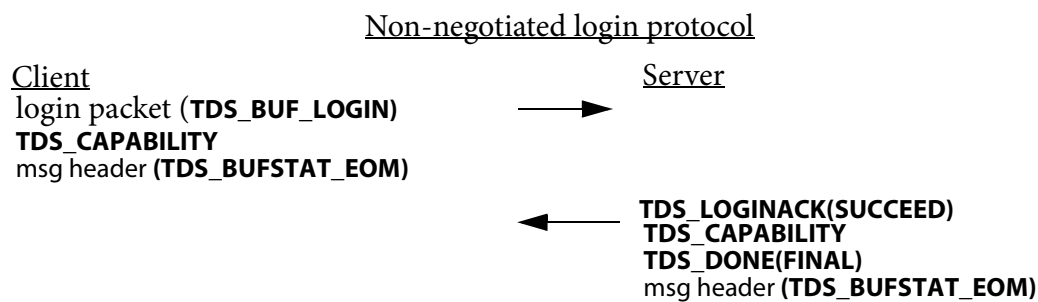 Non-negotiated login protocol
Client
Server
login packet (TDS_BUF_LOGIN)
TDS_CAPABILITY
msg header (TDS_BUFSTAT_EOM)
TDS_LOGINACK(SUCCEED)
TDS_CAPABILITY
TDS_DONE(FINAL)
msg header (TDS_BUFSTAT_EOM)